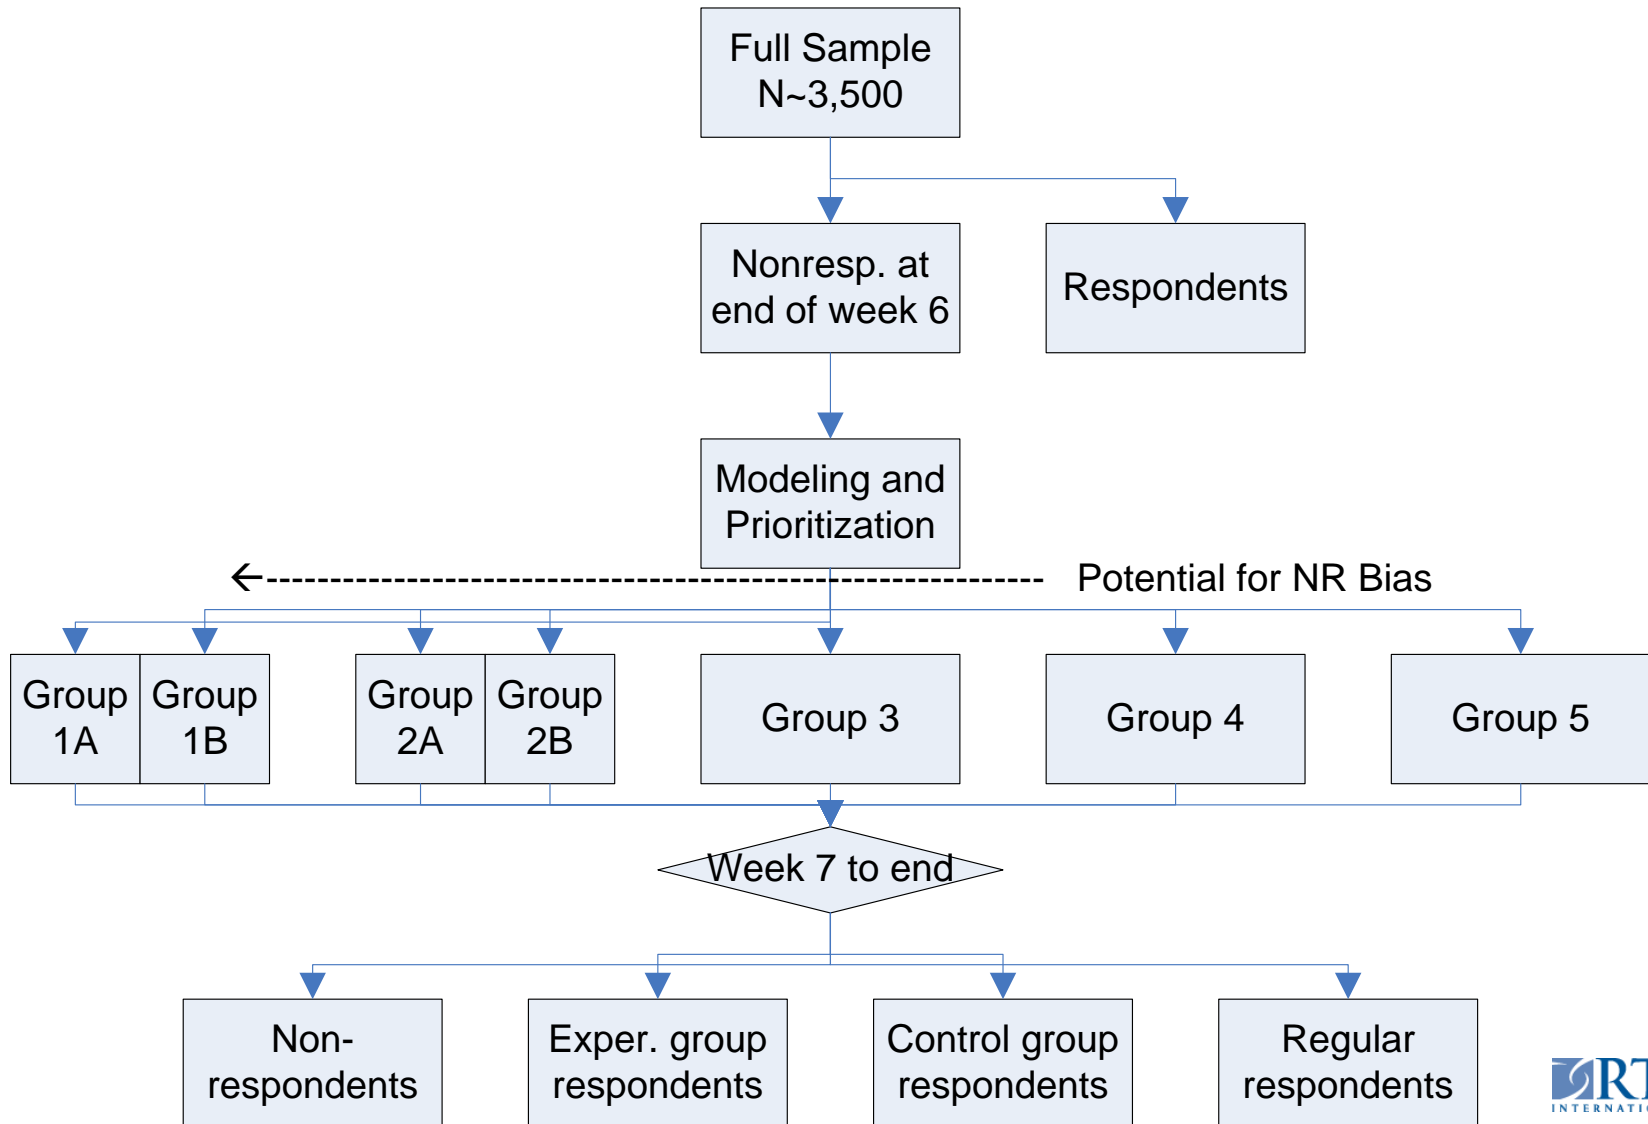 Full Sample
N~3,500
Nonresp. at
end of week 6
Respondents
Modeling and
Prioritization
Potential for NR Bias
Group
1A
Group
1B
Group
2A
Group
2B
Group 3
Group 4
Group 5
Week 7 to end
Non-
respondents
Exper. group
respondents
Control group
respondents
Regular
respondents